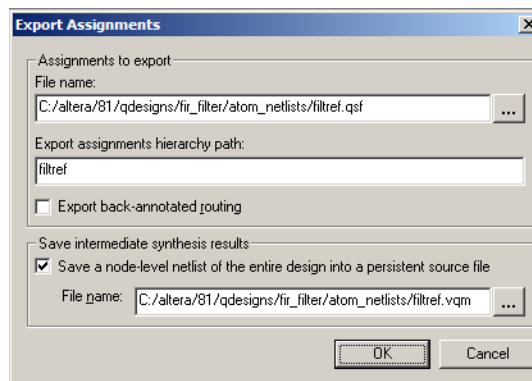 Export Assignments
Assignments to export
File name:
C:/altera/81/qdesigns/fir_filter/atom_netlists/filtref.qsf
...
Export assignments hierarchy path:
filtref
Export back-annotated routing
Save intermediate synthesis results
Save a node-level netlist of the entire design into a persistent source file
File name:
C:/altera/81/qdesigns/fir_filter/atom_netlists/filtref.vqm
...
OK
Cancel